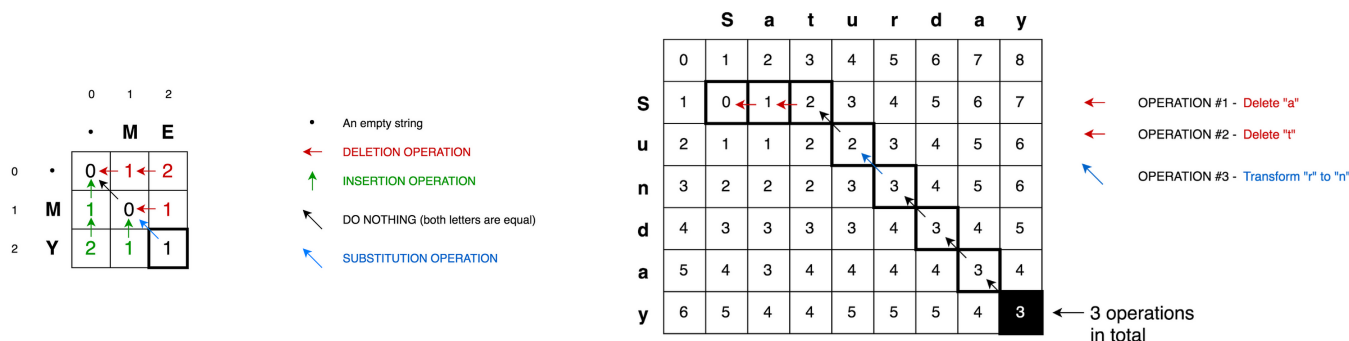 0 1 2
• M E
0 • 0 1 2
1 M 1 0 1
2 Y 2 1 1
• An empty string
DELETION OPERATION
INSERTION OPERATION
DO NOTHING (both letters are equal)
SUBSTITUTION OPERATION
S a t u r d a y
0 1 2 3 4 5 6 7 8
S 1 0 1 2 3 4 5 6 7
u 2 1 1 2 2 3 4 5 6
n 3 2 2 2 3 3 4 5 6
d 4 3 3 3 3 4 3 4 5
a 5 4 3 4 4 4 4 3 4
y 6 5 4 4 5 5 5 4 3
OPERATION #1 - Delete "a"
OPERATION #2 - Delete "t"
OPERATION #3 - Transform "r" to "n"
3 operations
in total